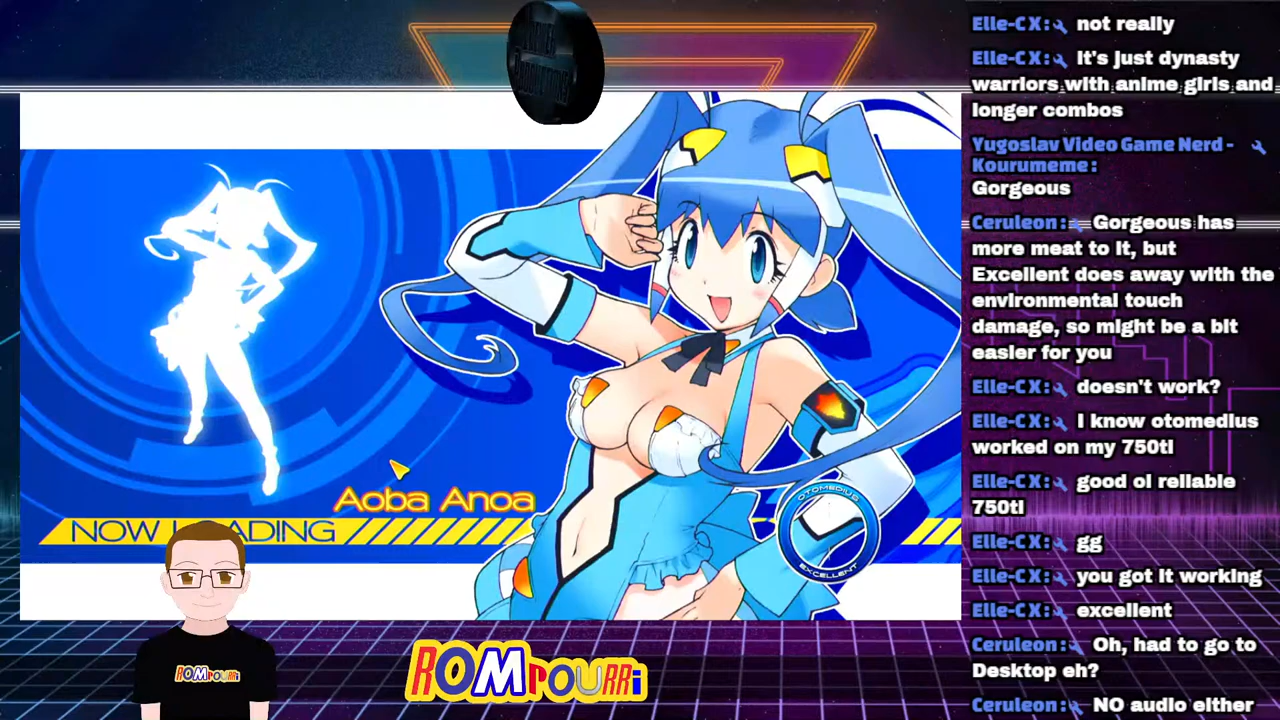 Aoba Anoa
NOW LOADING
OTOMEDIUS
EXCELLENT
ROMPOURRi
ROMPOURRi
Elle-CX: not really
Elle-CX: It's just dynasty
warriors with anime girls and
longer combos
Yugoslav Video Game Nerd -
Kourumeme:
Gorgeous
Ceruleon: Gorgeous has
more meat to it, but
Excellent does away with the
environmental touch
damage, so might be a bit
easier for you
Elle-CX: doesn't work?
Elle-CX: I know otomedius
worked on my 750ti
Elle-CX: good ol reliable
750ti
Elle-CX: gg
Elle-CX: you got it working
Elle-CX: excellent
Ceruleon: Oh, had to go to
Desktop eh?
Ceruleon: NO audio either